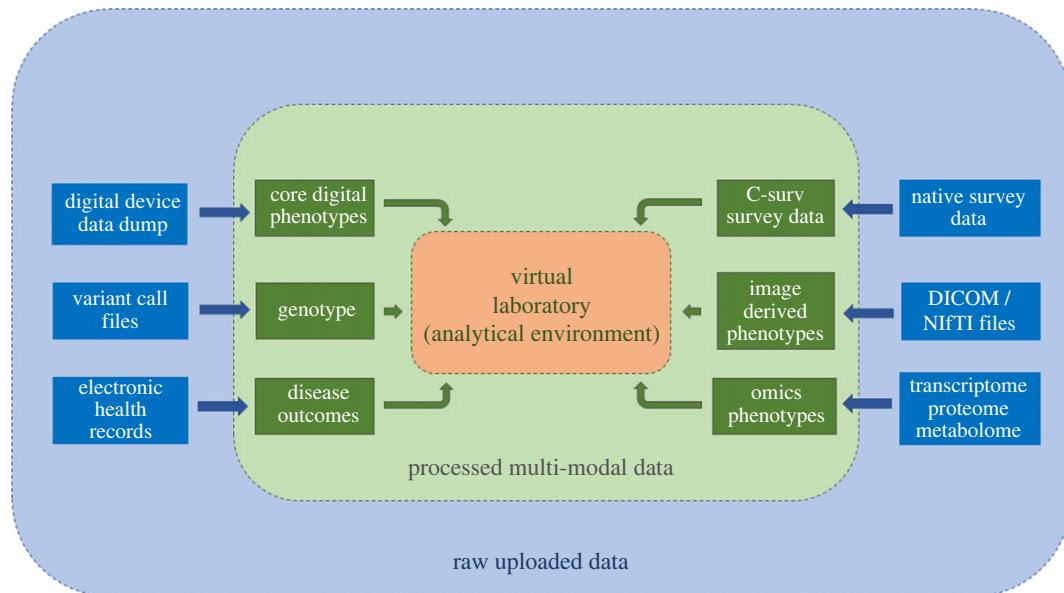 digital device
data dump
core digital
phenotypes
C-surv
survey data
native survey
data
variant call
files
genotype
virtual
laboratory
(analytical environment)
image
derived
phenotypes
DICOM /
NIfTI files
electronic
health
records
disease
outcomes
omics
phenotypes
transcriptome
proteome
metabolome
processed multi-modal data
raw uploaded data